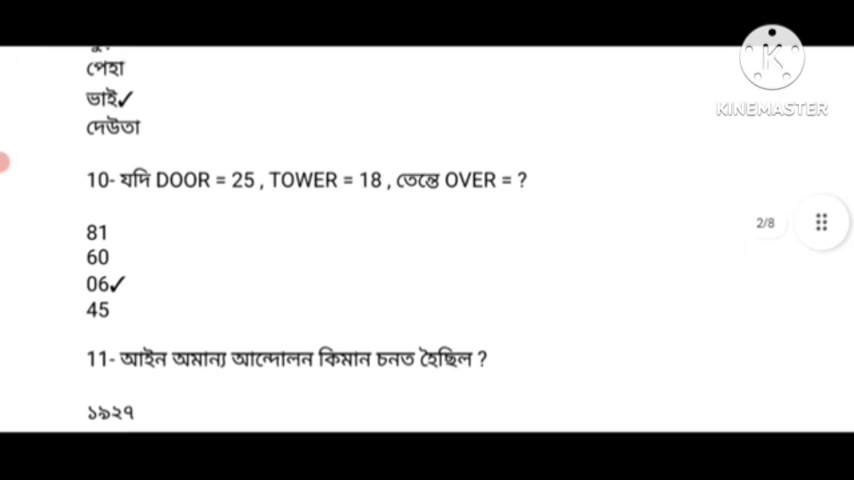 পেহা
ভাই✓
দেউতা
10- যদি DOOR = 25 , TOWER = 18 , তেন্তে OVER = ?
81
60
06✓
45
11- আইন অমান্য আন্দোলন কিমান চনত হৈছিল ?
১৯২৭
2/8
KINEMASTER